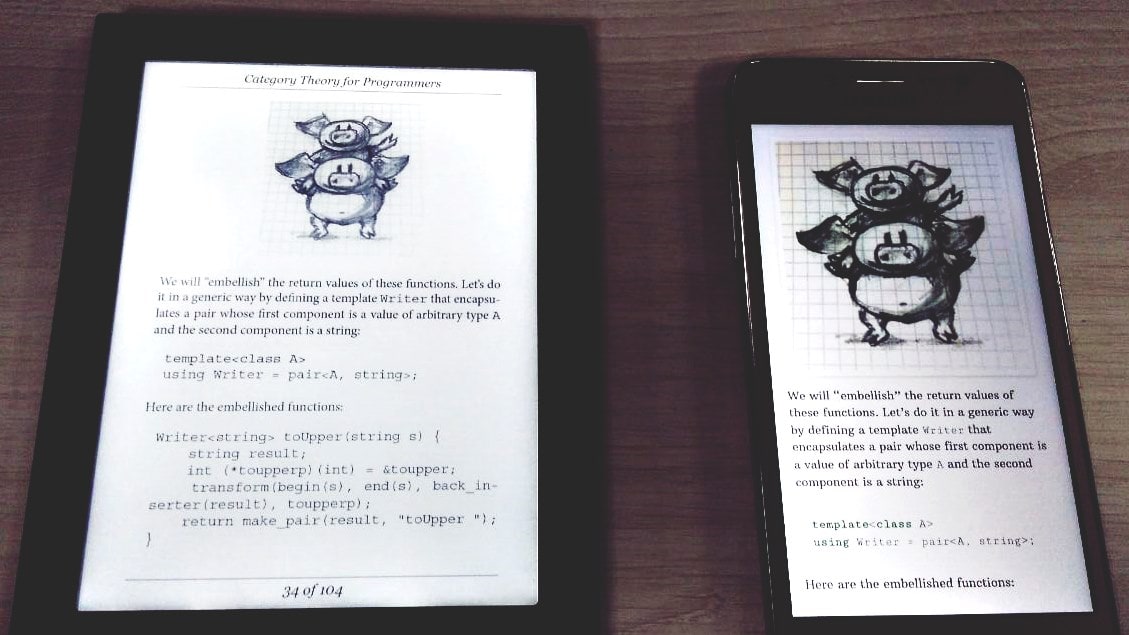 Category Theory for Programmers
We will "embellish" the return values of these functions. Let's do
it in a generic way by defining a template Writer that encapsu-
lates a pair whose first component is a value of arbitrary type A
and the second component is a string:
template<class A>
using Writer = pair<A, string>;
Here are the embellished functions:
Writer<string> toUpper(string s) {
string result;
int (*toupperp)(int) = &toupper;
transform(begin(s), end(s), back_in-
serter(result), toupperp);
return make_pair(result, "toUpper ");
}
34 of 104
We will "embellish" the return values of
these functions. Let's do it in a generic way
by defining a template Writer that
encapsulates a pair whose first component is
a value of arbitrary type A and the second
component is a string:
template<class A>
using Writer = pair<A, string>;
Here are the embellished functions: